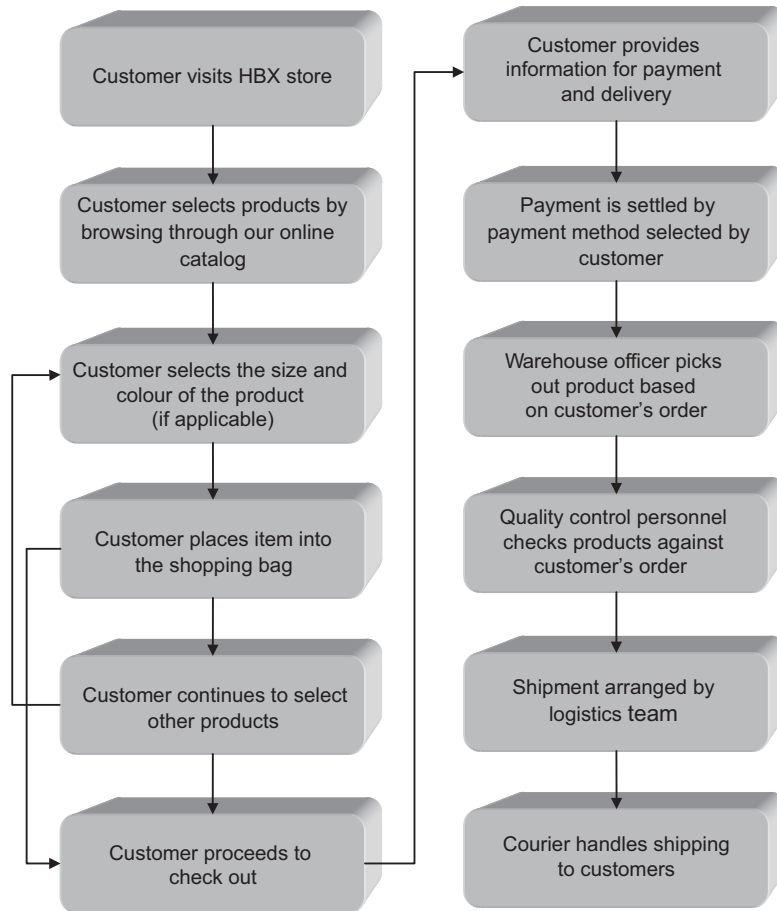 Customer visits HBX store
Customer selects products by
browsing through our online
catalog
Customer selects the size and
colour of the product
(if applicable)
Customer places item into
the shopping bag
Customer continues to select
other products
Customer proceeds to
check out
Customer provides
information for payment
and delivery
Payment is settled by
payment method selected by
customer
Warehouse officer picks
out product based
on customer’s order
Quality control personnel
checks products against
customer’s order
Shipment arranged by
logistics team
Courier handles shipping
to customers